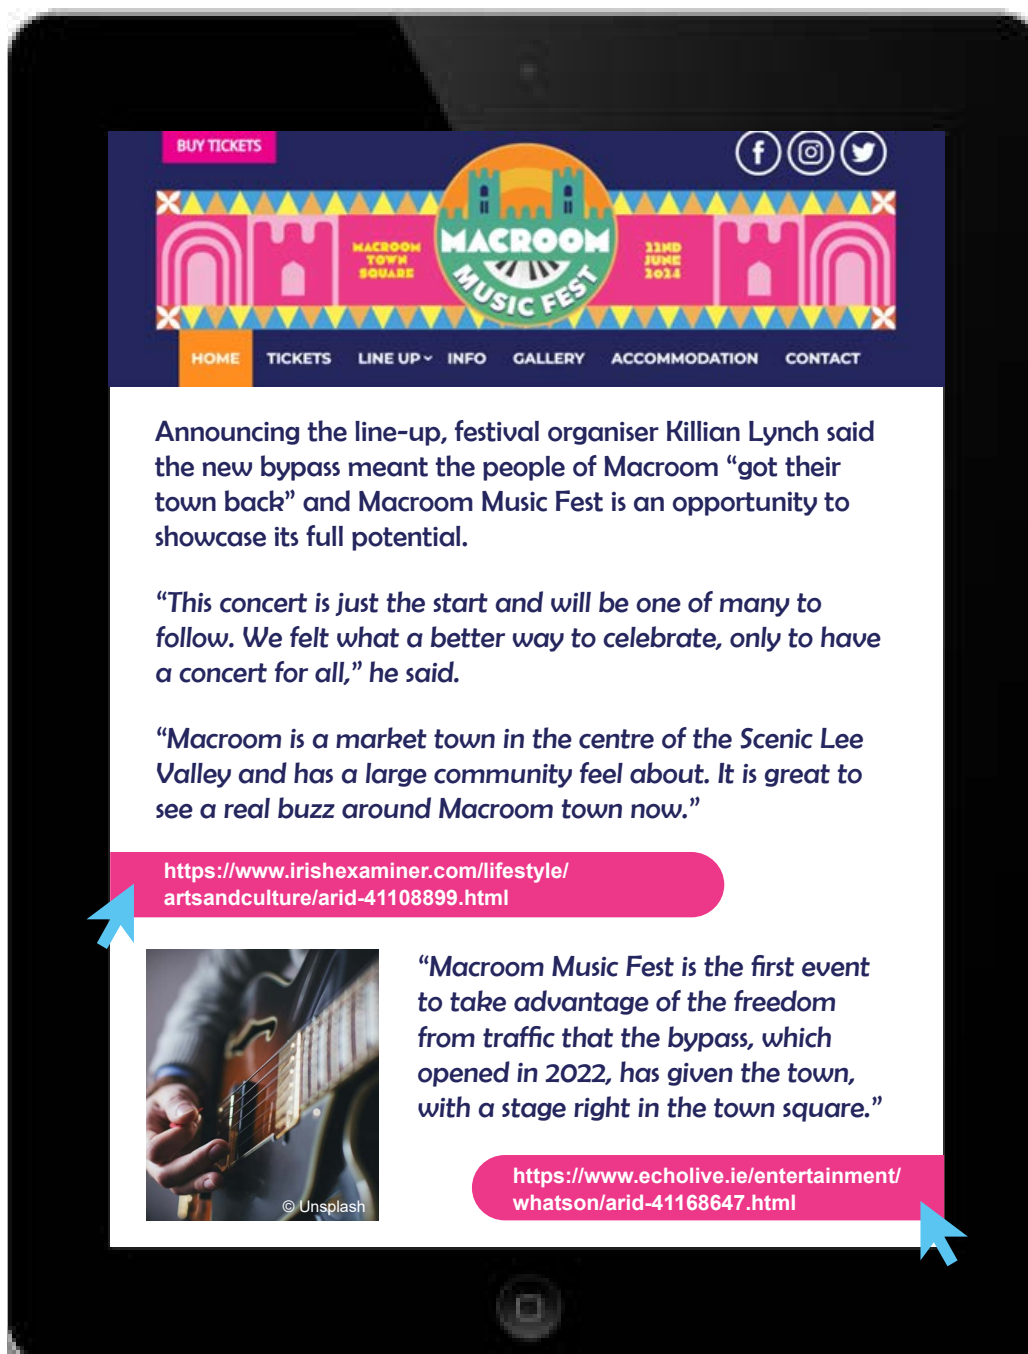 BUY TICKETS
MACROOM
TOWN
SQUARE
MACROOM
MUSIC FEST
22ND
JUNE
2024
HOME TICKETS LINE UP INFO GALLERY ACCOMMODATION CONTACT
Announcing the line-up, festival organiser Killian Lynch said
the new bypass meant the people of Macroom “got their
town back” and Macroom Music Fest is an opportunity to
showcase its full potential.
“This concert is just the start and will be one of many to
follow. We felt what a better way to celebrate, only to have
a concert for all,” he said.
“Macroom is a market town in the centre of the Scenic Lee
Valley and has a large community feel about. It is great to
see a real buzz around Macroom town now.”
https://www.irishexaminer.com/lifestyle/
artsandculture/arid-41108899.html
“Macroom Music Fest is the first event
to take advantage of the freedom
from traffic that the bypass, which
opened in 2022, has given the town,
with a stage right in the town square.”
© Unsplash
https://www.echolive.ie/entertainment/
whatson/arid-41168647.html